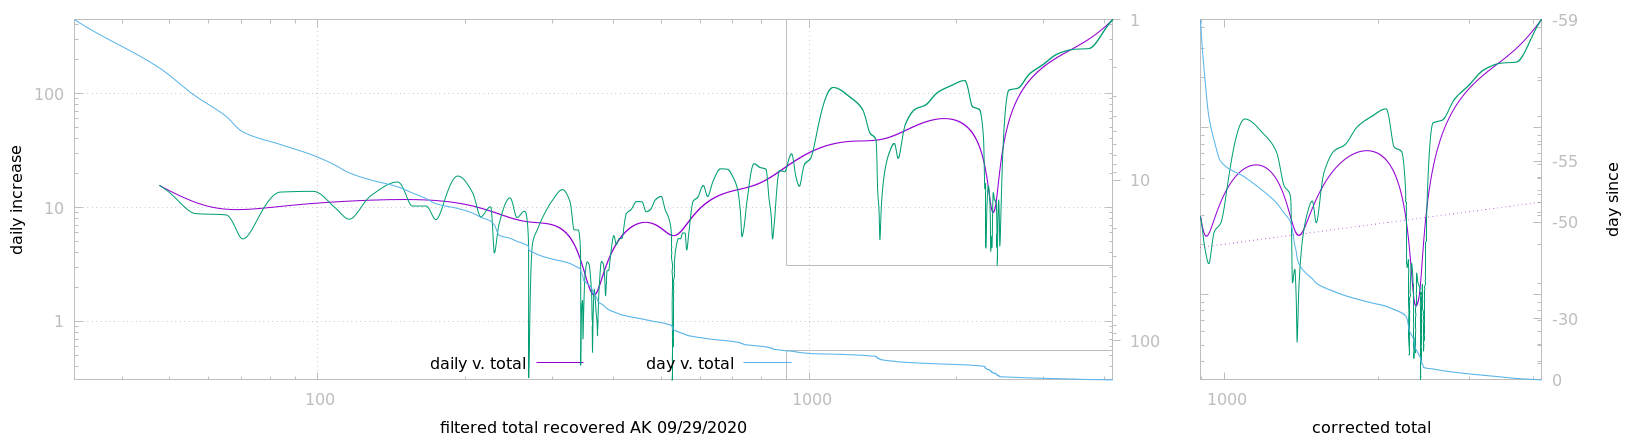 daily increase
100
10
1
1
10
100
daily v. total
day v. total
100
1000
filtered total recovered AK 09/29/2020
-59
-55
-50
-30
0
day since
1000
corrected total